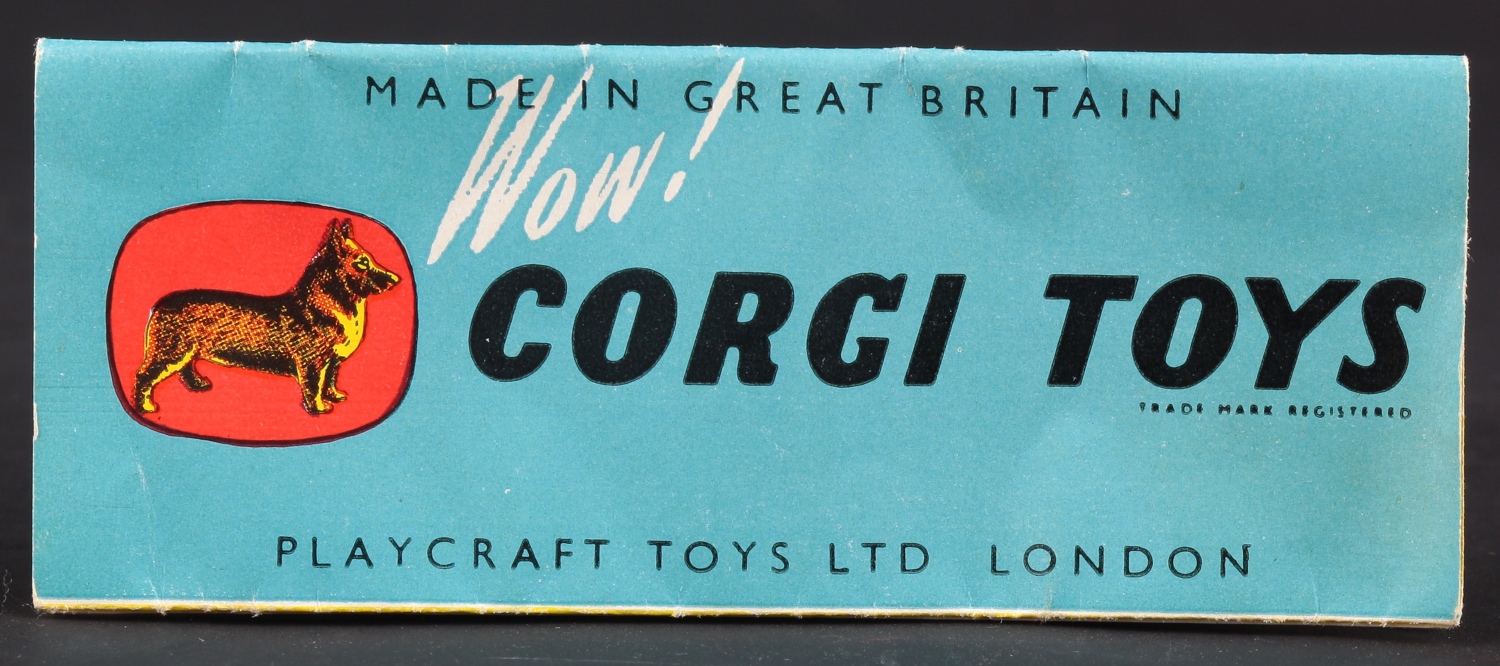 MADE IN GREAT BRITAIN
Wow!
CORGI TOYS
TRADE MARK REGISTERED
PLAYCRAFT TOYS LTD LONDON